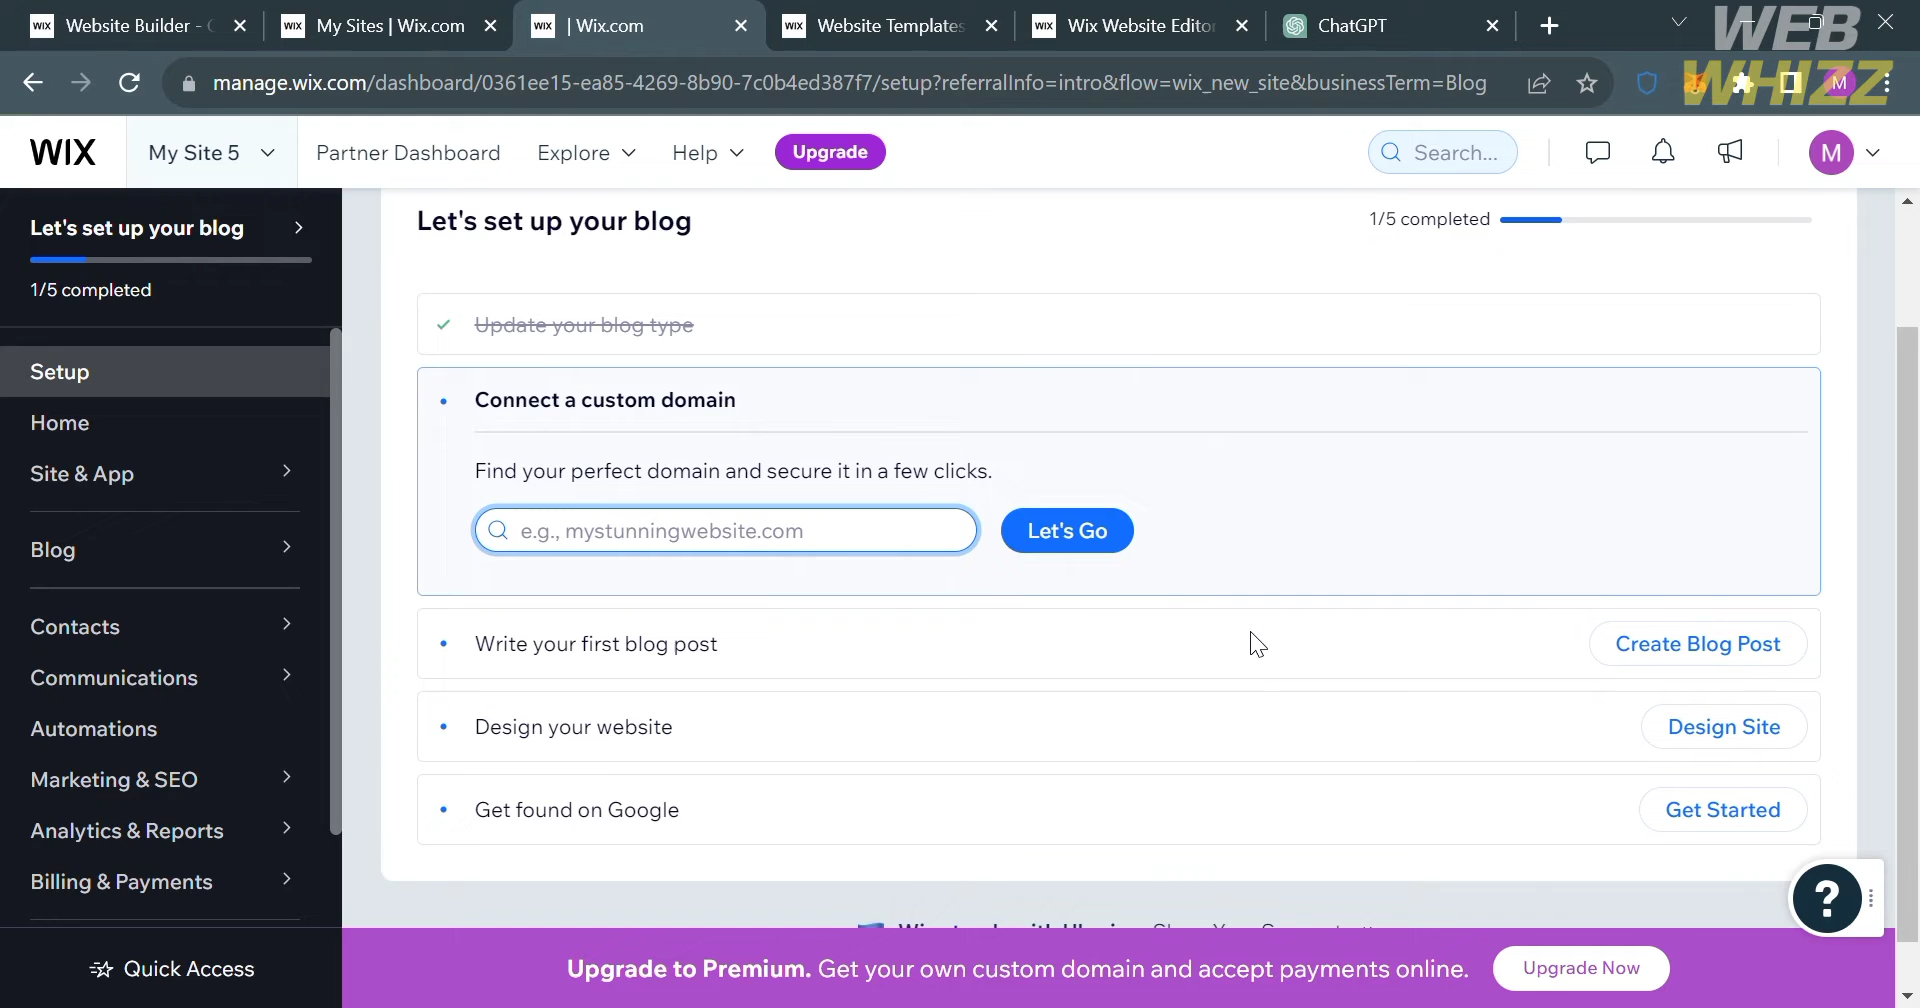 WIX Website Builder - WIX My Sites | Wix.com WIX | Wix.com WIX Website Templates WIX Wix Website Editor ChatGPT
WEB
WHIZZ
manage.wix.com/dashboard/0361ee15-ea85-4269-8b90-7c0b4ed387f7/setup?referralInfo=intro&flow=wix_new_site&businessTerm=Blog M
WIX My Site 5 Partner Dashboard Explore Help Upgrade Search... M
Let's set up your blog
1/5 completed
Setup
Home
Site & App
Blog
Contacts
Communications
Automations
Marketing & SEO
Analytics & Reports
Billing & Payments
Quick Access
Let's set up your blog 1/5 completed
Update your blog type
Connect a custom domain
Find your perfect domain and secure it in a few clicks.
e.g., mystunningwebsite.com Let's Go
Write your first blog post Create Blog Post
Design your website Design Site
Get found on Google Get Started
?
Upgrade to Premium. Get your own custom domain and accept payments online. Upgrade Now